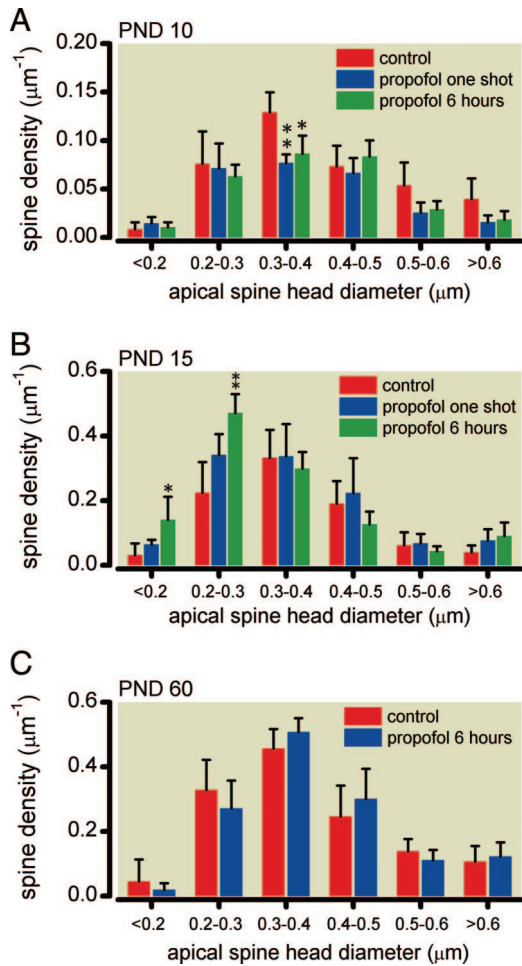 A
PND 10
spine density (μm⁻¹)
0.20
0.15
0.10
0.05
0.00
control
propofol one shot
propofol 6 hours
**
*
<0.2 0.2-0.3 0.3-0.4 0.4-0.5 0.5-0.6 >0.6
apical spine head diameter (μm)
B
PND 15
spine density (μm⁻¹)
0.6
0.4
0.2
0.0
control
propofol one shot
propofol 6 hours
*
**
<0.2 0.2-0.3 0.3-0.4 0.4-0.5 0.5-0.6 >0.6
apical spine head diameter (μm)
C
PND 60
spine density (μm⁻¹)
0.6
0.4
0.2
0.0
control
propofol 6 hours
<0.2 0.2-0.3 0.3-0.4 0.4-0.5 0.5-0.6 >0.6
apical spine head diameter (μm)